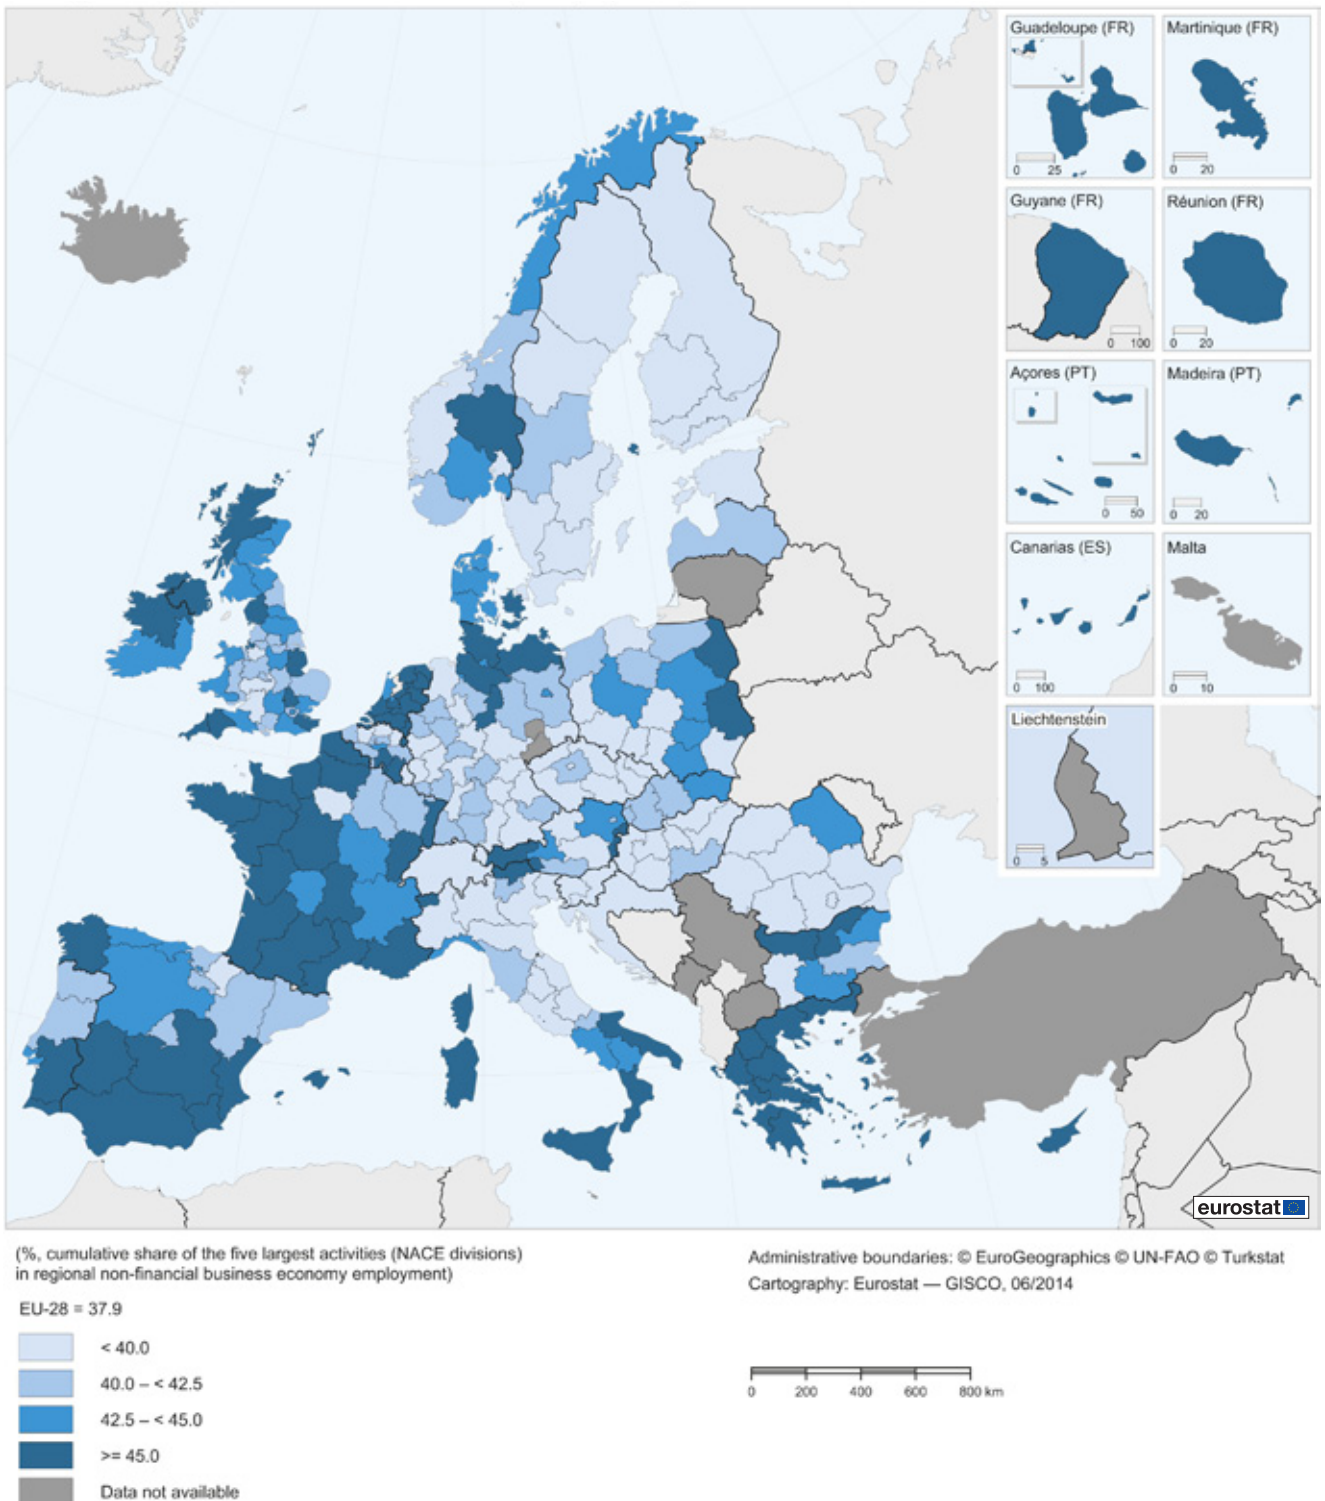 Guadeloupe (FR)
0 25
Martinique (FR)
0 20
Guyane (FR)
0 100
Réunion (FR)
0 20
Açores (PT)
0 50
Madeira (PT)
0 20
Canarias (ES)
0 100
Malta
0 10
Liechtenstein
0 5
eurostat
(%, cumulative share of the five largest activities (NACE divisions)
in regional non-financial business economy employment)
EU-28 = 37.9
< 40.0
40.0 – < 42.5
42.5 – < 45.0
>= 45.0
Data not available
Administrative boundaries: © EuroGeographics © UN-FAO © Turkstat
Cartography: Eurostat — GISCO, 06/2014
0 200 400 600 800 km